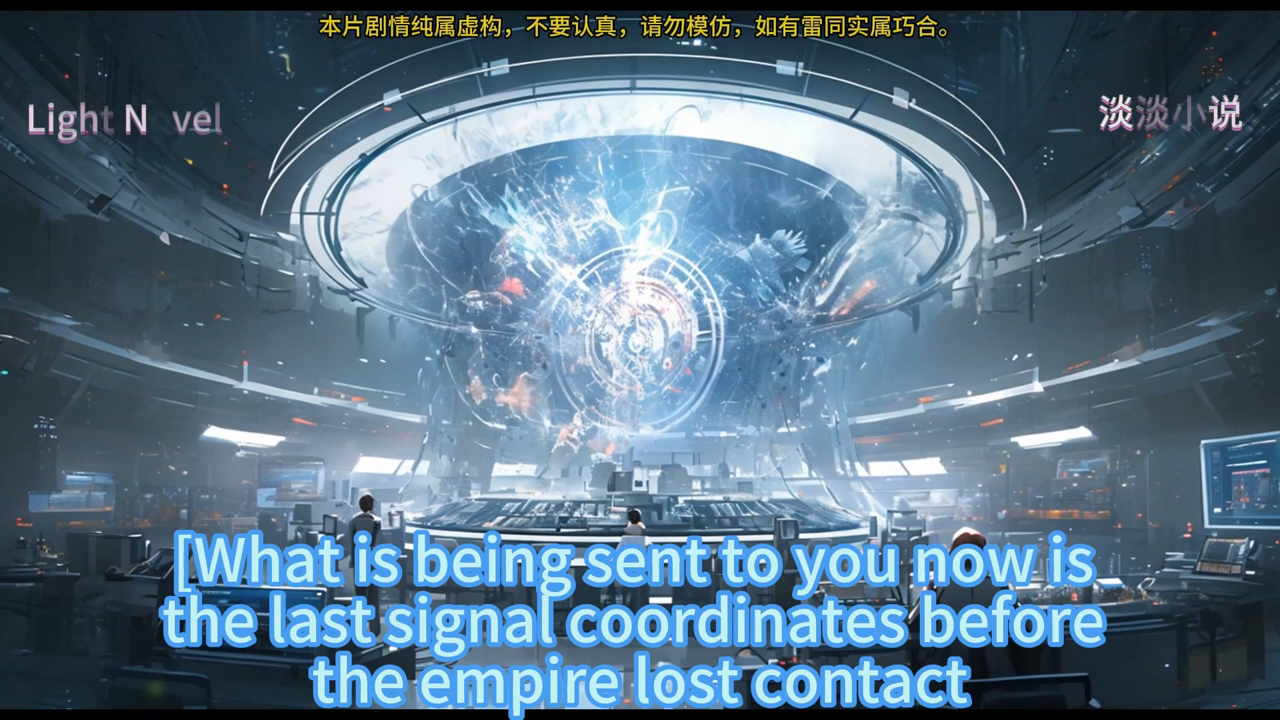 本片剧情纯属虚构，不要认真，请勿模仿，如有雷同实属巧合。
Light N vel
淡淡小说
[What is being sent to you now is
the last signal coordinates before
the empire lost contact